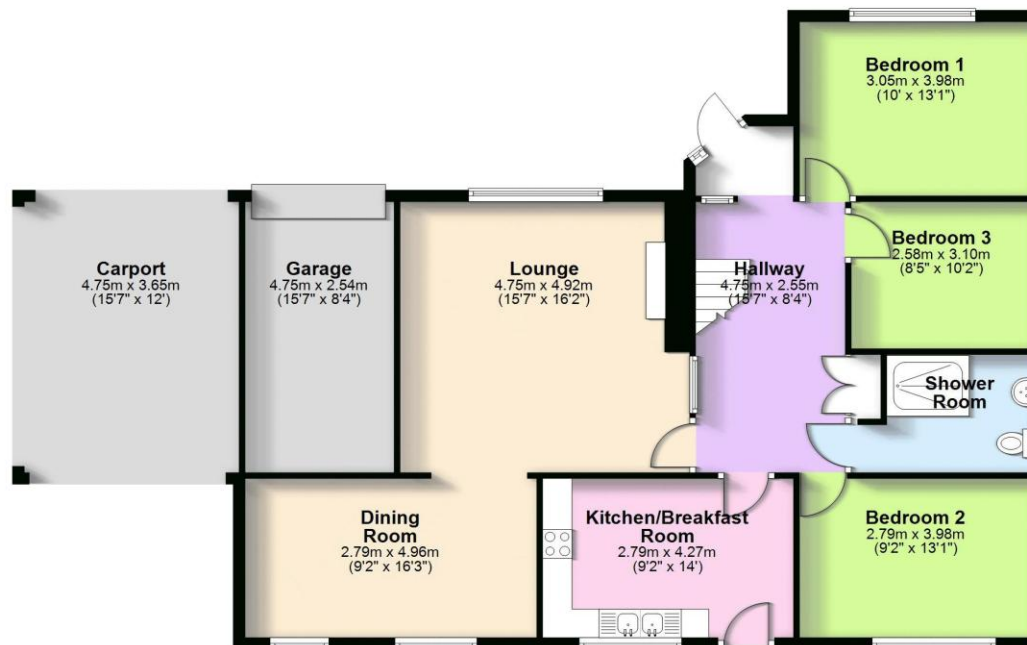 Bedroom 1
3.05m x 3.98m
(10' x 13'1")
Carport
4.75m x 3.65m
(15'7" x 12')
Garage
4.75m x 2.54m
(15'7" x 8'4")
Lounge
4.75m x 4.92m
(15'7" x 16'2")
Hallway
4.75m x 2.55m
(15'7" x 8'4")
Bedroom 3
2.58m x 3.10m
(8'5" x 10'2")
Shower
Room
Dining
Room
2.79m x 4.96m
(9'2" x 16'3")
Kitchen/Breakfast
Room
2.79m x 4.27m
(9'2" x 14')
Bedroom 2
2.79m x 3.98m
(9'2" x 13'1")